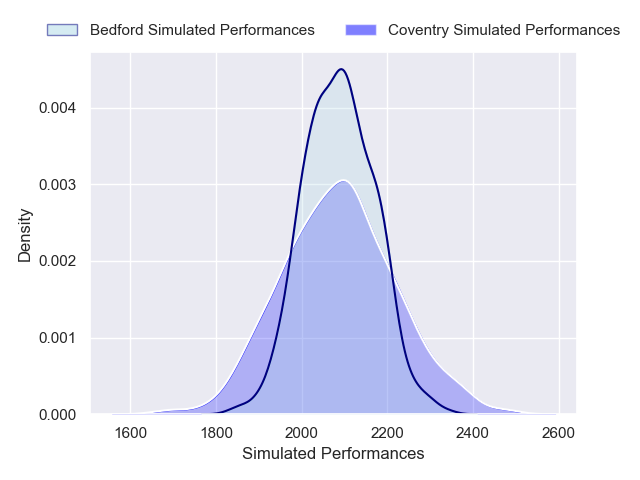 Bedford Simulated Performances
Coventry Simulated Performances
Density
0.004
0.003
0.002
0.001
0.000
1600 1800 2000 2200 2400 2600
Simulated Performances